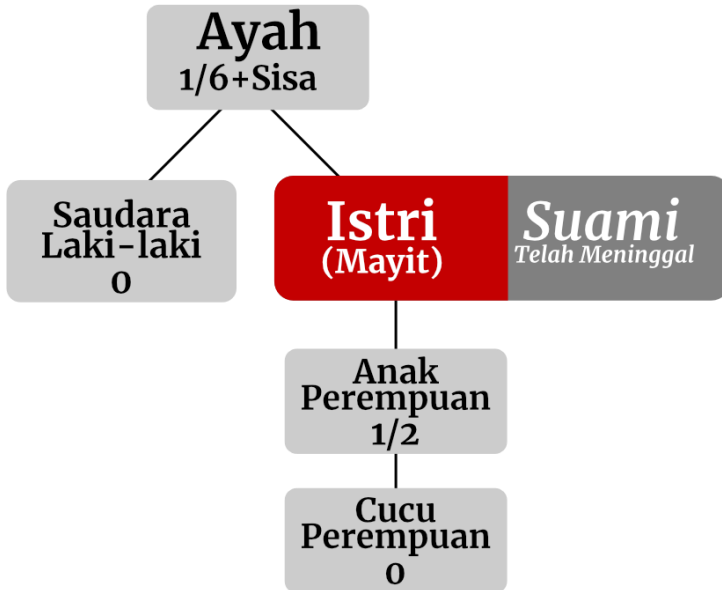 Ayah
1/6+Sisa
Saudara
Laki-laki
0
Istri
(Mayit)
Suami
Telah Meninggal
Anak
Perempuan
1/2
Cucu
Perempuan
0